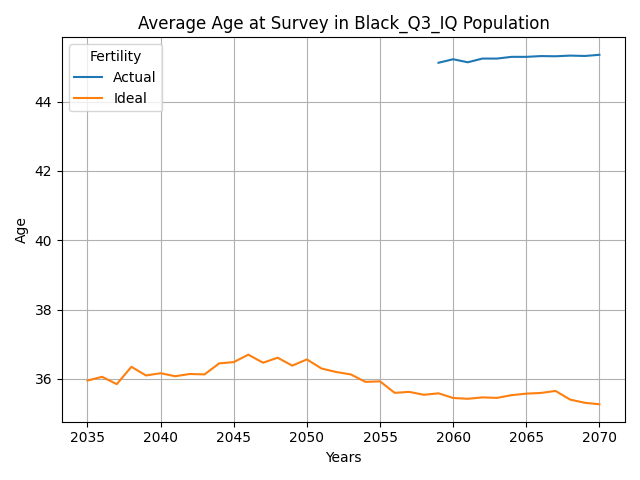 Average Age at Survey in Black_Q3_IQ Population
Fertility
Actual
Ideal
Age
44
42
40
38
36
2035 2040 2045 2050 2055 2060 2065 2070
Years